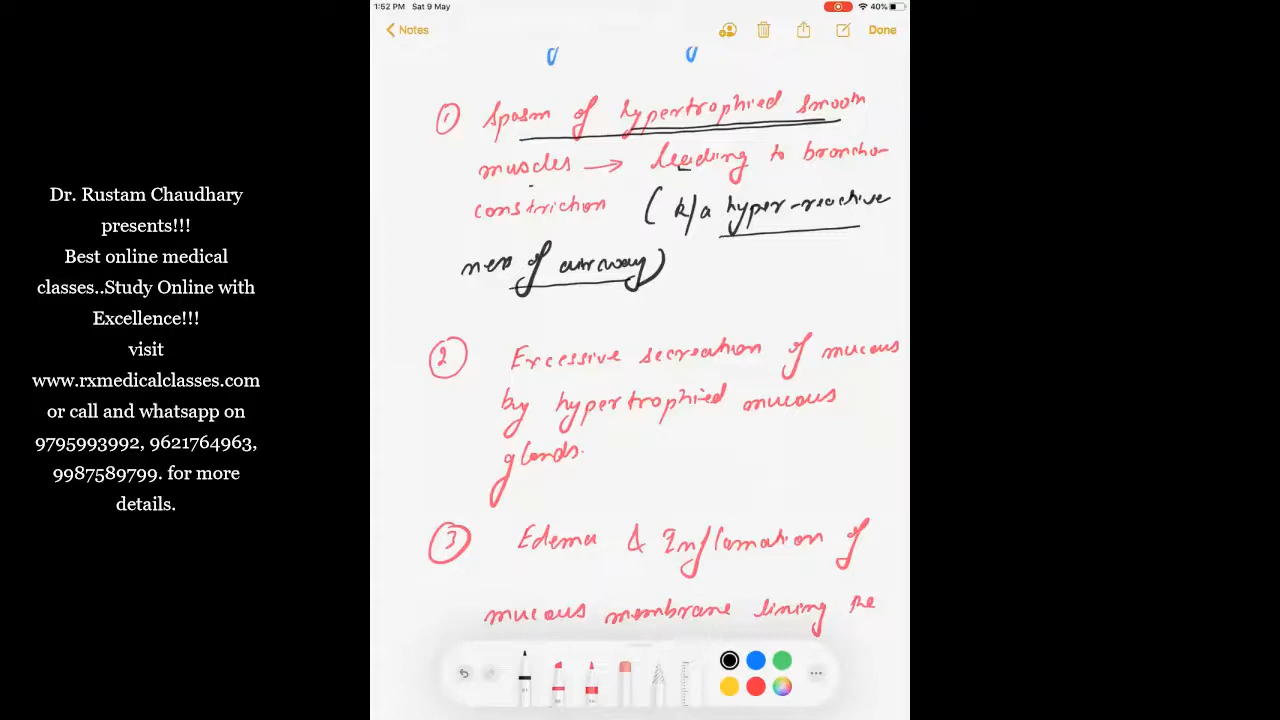 1:52 PM Sat 9 May
40%
Notes
Done
Dr. Rustam Chaudhary
presents!!!
Best online medical
classes..Study Online with
Excellence!!!
visit
www.rxmedicalclasses.com
or call and whatsapp on
9795993992, 9621764963,
9987589799. for more
details.
① Spasm of hypertrophied smooth
muscles → leading to broncho-
constriction ( k/a hyper-reactive
ness of airway)
② Excessive secreation of mucous
by hypertrophied mucous
glands.
③ Edema & Inflamation of
mucous membrane lining the